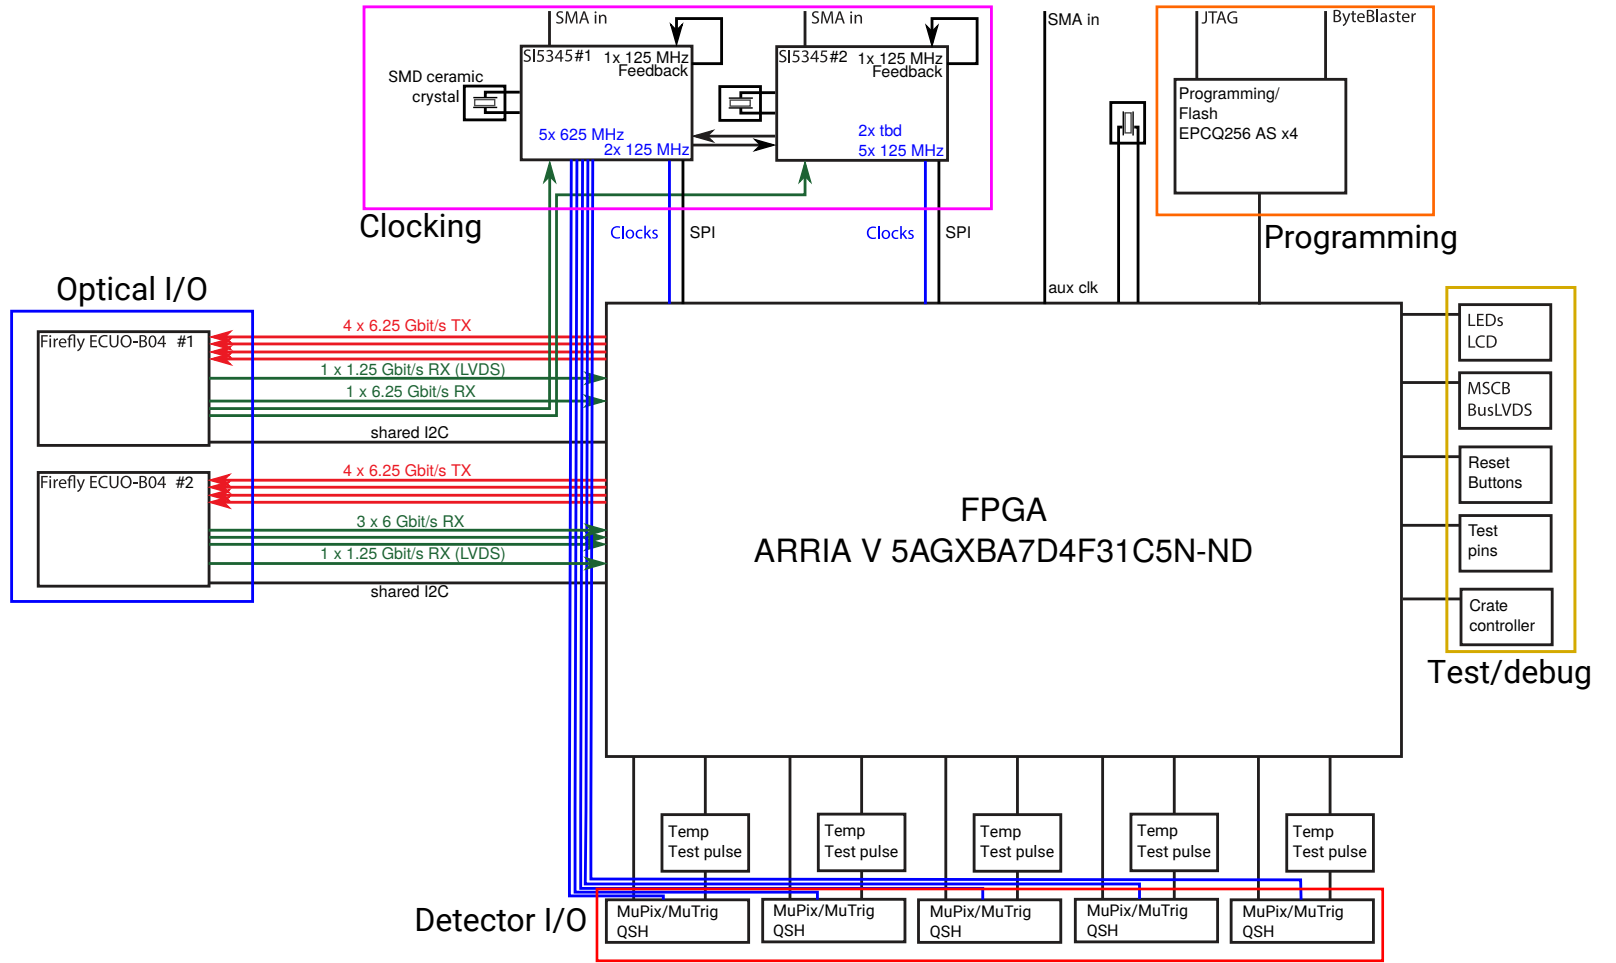 SMA in
SMA in
SMA in
JTAG
ByteBlaster
SI5345#1
1x 125 MHz
Feedback
SI5345#2
1x 125 MHz
Feedback
SMD ceramic
crystal
5x 625 MHz
2x 125 MHz
2x tbd
5x 125 MHz
Programming/
Flash
EPCQ256 AS x4
Clocking
Clocks
SPI
Clocks
SPI
Programming
aux clk
Optical I/O
Firefly ECUO-B04 #1
4 x 6.25 Gbit/s TX
1 x 1.25 Gbit/s RX (LVDS)
1 x 6.25 Gbit/s RX
shared I2C
Firefly ECUO-B04 #2
4 x 6.25 Gbit/s TX
3 x 6 Gbit/s RX
1 x 1.25 Gbit/s RX (LVDS)
shared I2C
FPGA
ARRIA V 5AGXBA7D4F31C5N-ND
LEDs
LCD
MSCB
BusLVDS
Reset
Buttons
Test
pins
Crate
controller
Test/debug
Temp
Test pulse
Temp
Test pulse
Temp
Test pulse
Temp
Test pulse
Temp
Test pulse
Detector I/O
MuPix/MuTrig
QSH
MuPix/MuTrig
QSH
MuPix/MuTrig
QSH
MuPix/MuTrig
QSH
MuPix/MuTrig
QSH